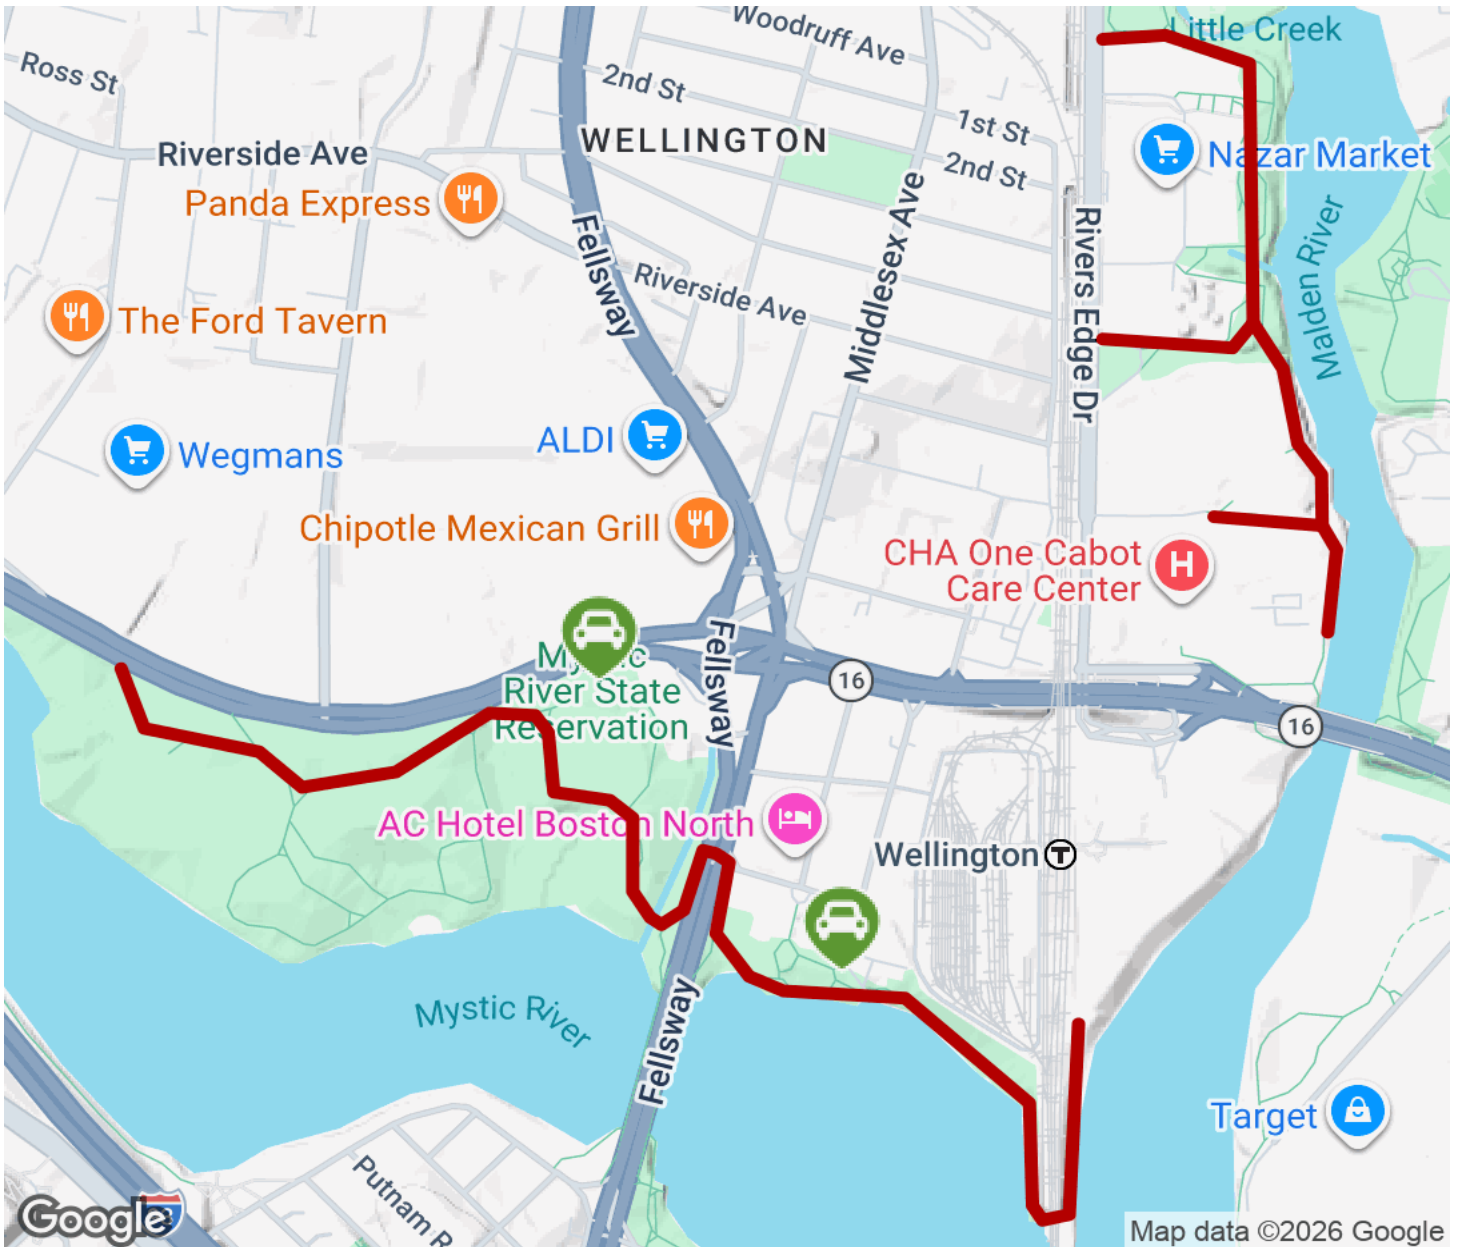 Woodruff Ave
Little Creek
Ross St
2nd St
1st St
WELLINGTON
Riverside Ave
2nd St
Nazar Market
Panda Express
Fellsway
Middlesex Ave
Rivers Edge Dr
Malden River
Riverside Ave
The Ford Tavern
ALDI
Wegmans
Chipotle Mexican Grill
CHA One Cabot
Care Center
H
Mystic
River State
Reservation
Fellsway
16
16
AC Hotel Boston North
Wellington
T
Mystic River
Fellsway
Target
Putnam R
Google
Map data ©2026 Google